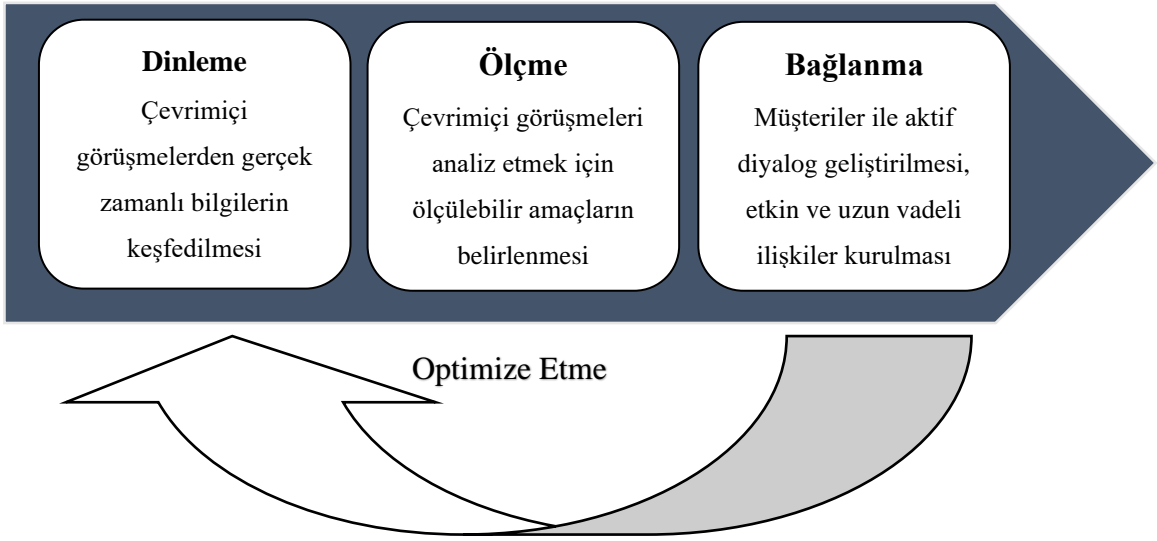 Dinleme
Çevrimiçi
görüşmelerden gerçek
zamanlı bilgilerin
keşfedilmesi
Ölçme
Çevrimiçi görüşmeleri
analiz etmek için
ölçülebilir amaçların
belirlenmesi
Bağlanma
Müşteriler ile aktif
diyalog geliştirilmesi,
etkin ve uzun vadeli
ilişkiler kurulması
Optimize Etme